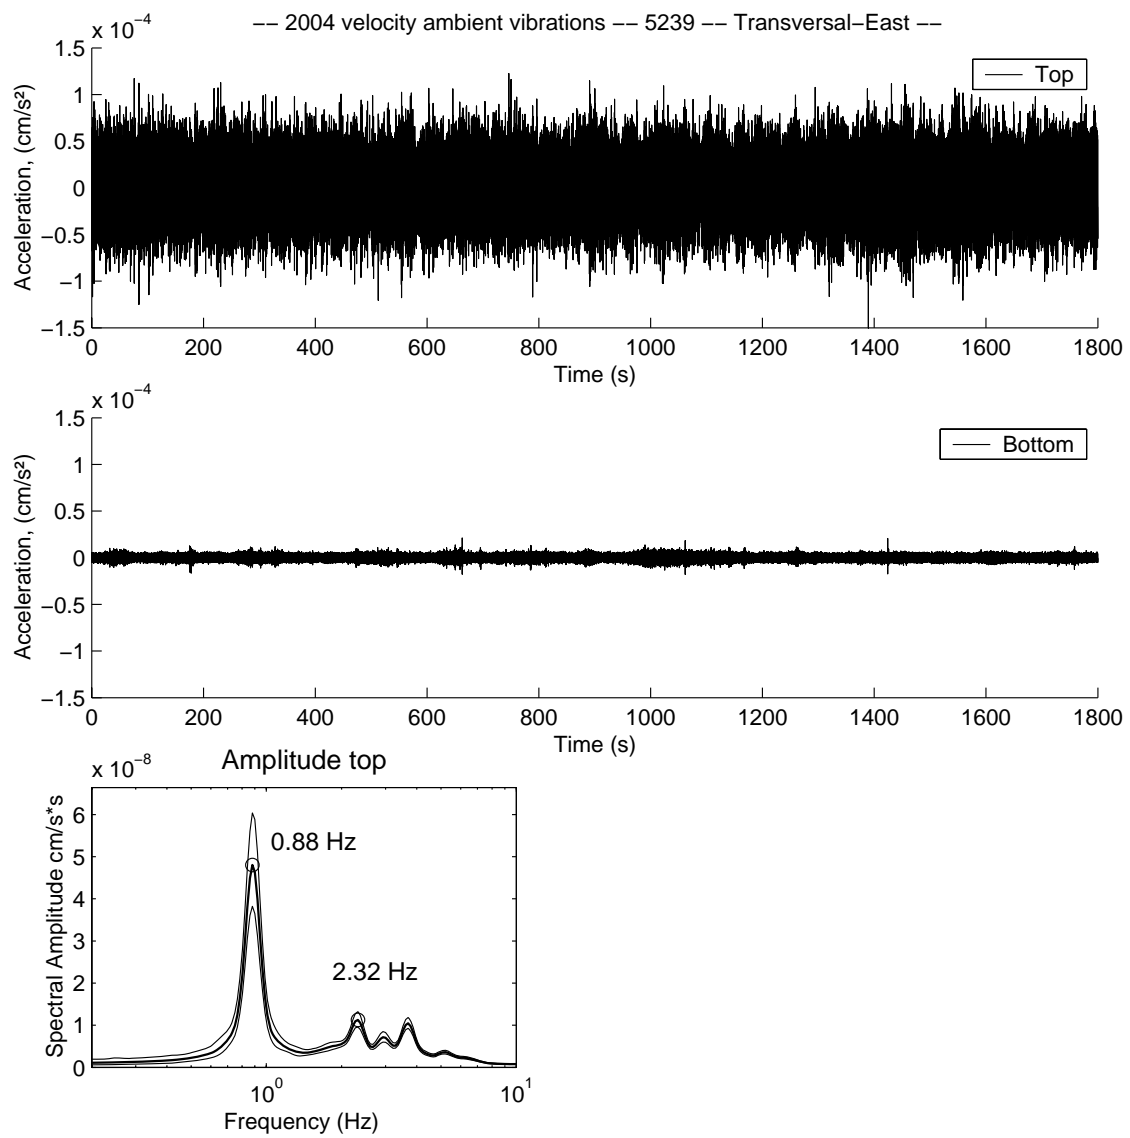 −− 2004 velocity ambient vibrations −− 5239 −− Transversal−East −−
x 10−4
1.5
1
0.5
0
−0.5
−1
−1.5
Acceleration, (cm/s²)
Top
0 200 400 600 800 1000 1200 1400 1600 1800
Time (s)
x 10−4
1.5
1
0.5
0
−0.5
−1
−1.5
Acceleration, (cm/s²)
Bottom
0 200 400 600 800 1000 1200 1400 1600 1800
Time (s)
x 10−8
Amplitude top
6
5
4
3
2
1
0
Spectral Amplitude cm/s*s
0.88 Hz
2.32 Hz
10⁰ 10¹
Frequency (Hz)